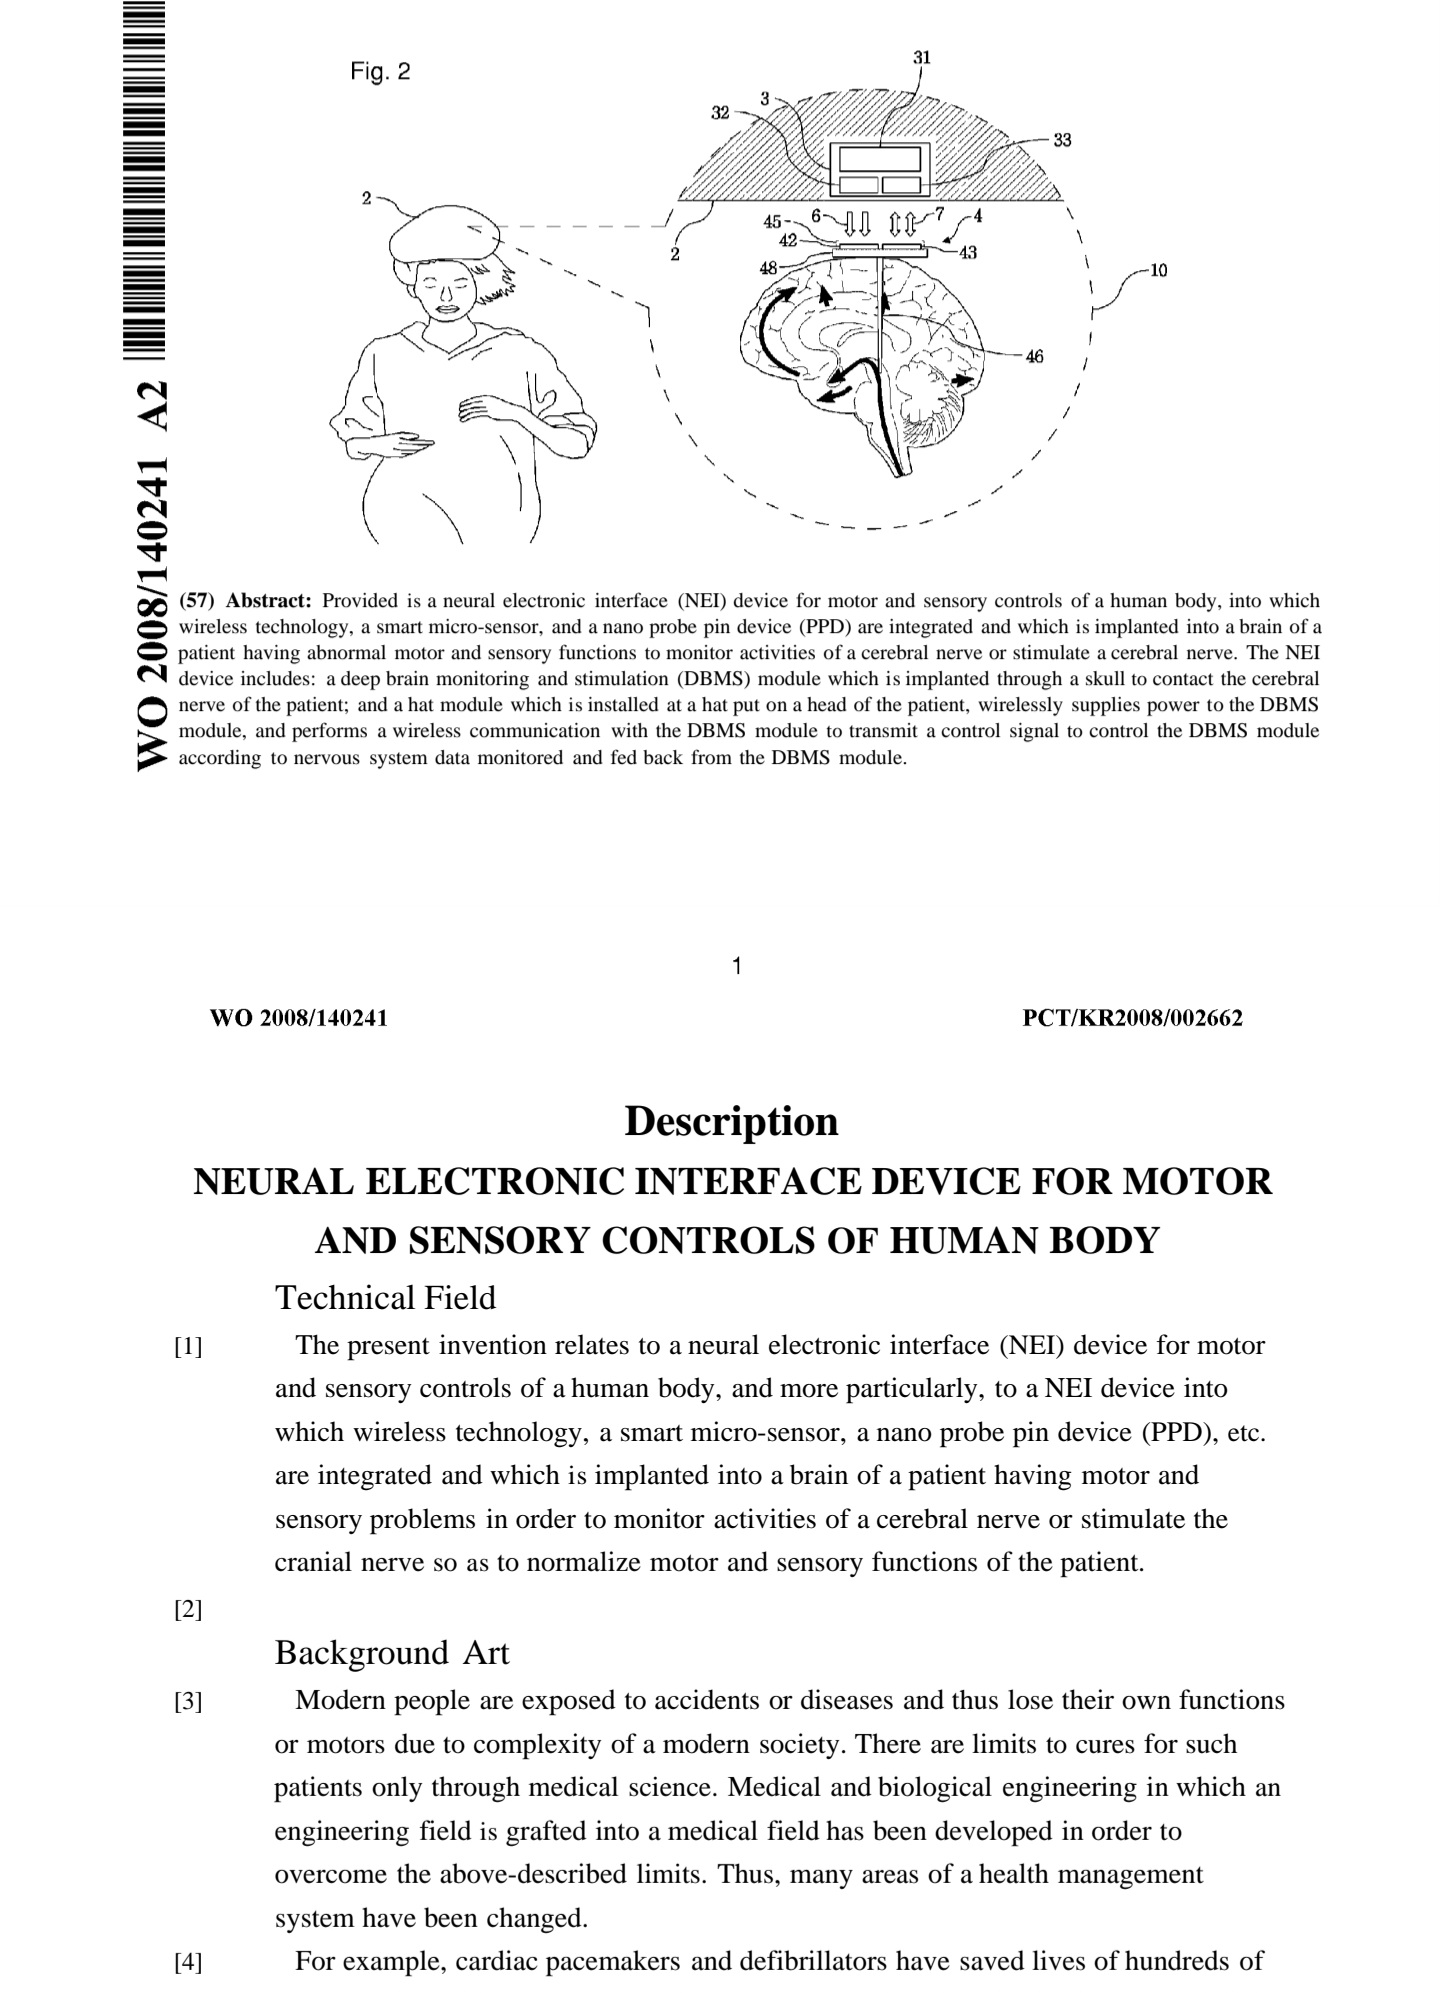 Fig. 2
31
3
32
33
2
45
6
7
4
42
43
2
48
10
46
WO 2008/140241 A2
(57) Abstract: Provided is a neural electronic interface (NEI) device for motor and sensory controls of a human body, into which
wireless technology, a smart micro-sensor, and a nano probe pin device (PPD) are integrated and which is implanted into a brain of a
patient having abnormal motor and sensory functions to monitor activities of a cerebral nerve or stimulate a cerebral nerve. The NEI
device includes: a deep brain monitoring and stimulation (DBMS) module which is implanted through a skull to contact the cerebral
nerve of the patient; and a hat module which is installed at a hat put on a head of the patient, wirelessly supplies power to the DBMS
module, and performs a wireless communication with the DBMS module to transmit a control signal to control the DBMS module
according to nervous system data monitored and fed back from the DBMS module.
1
WO 2008/140241 PCT/KR2008/002662
Description
NEURAL ELECTRONIC INTERFACE DEVICE FOR MOTOR
AND SENSORY CONTROLS OF HUMAN BODY
Technical Field
[1] The present invention relates to a neural electronic interface (NEI) device for motor
and sensory controls of a human body, and more particularly, to a NEI device into
which wireless technology, a smart micro-sensor, a nano probe pin device (PPD), etc.
are integrated and which is implanted into a brain of a patient having motor and
sensory problems in order to monitor activities of a cerebral nerve or stimulate the
cranial nerve so as to normalize motor and sensory functions of the patient.
[2]
Background Art
[3] Modern people are exposed to accidents or diseases and thus lose their own functions
or motors due to complexity of a modern society. There are limits to cures for such
patients only through medical science. Medical and biological engineering in which an
engineering field is grafted into a medical field has been developed in order to
overcome the above-described limits. Thus, many areas of a health management
system have been changed.
[4] For example, cardiac pacemakers and defibrillators have saved lives of hundreds of